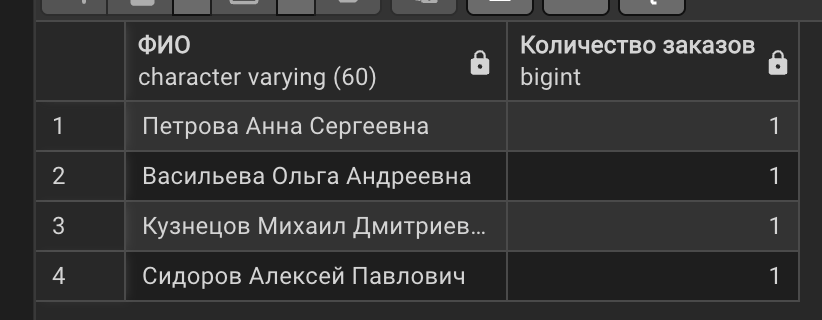 ФИО
character varying (60)
Количество заказов
bigint
1 Петрова Анна Сергеевна 1
2 Васильева Ольга Андреевна 1
3 Кузнецов Михаил Дмитриев... 1
4 Сидоров Алексей Павлович 1